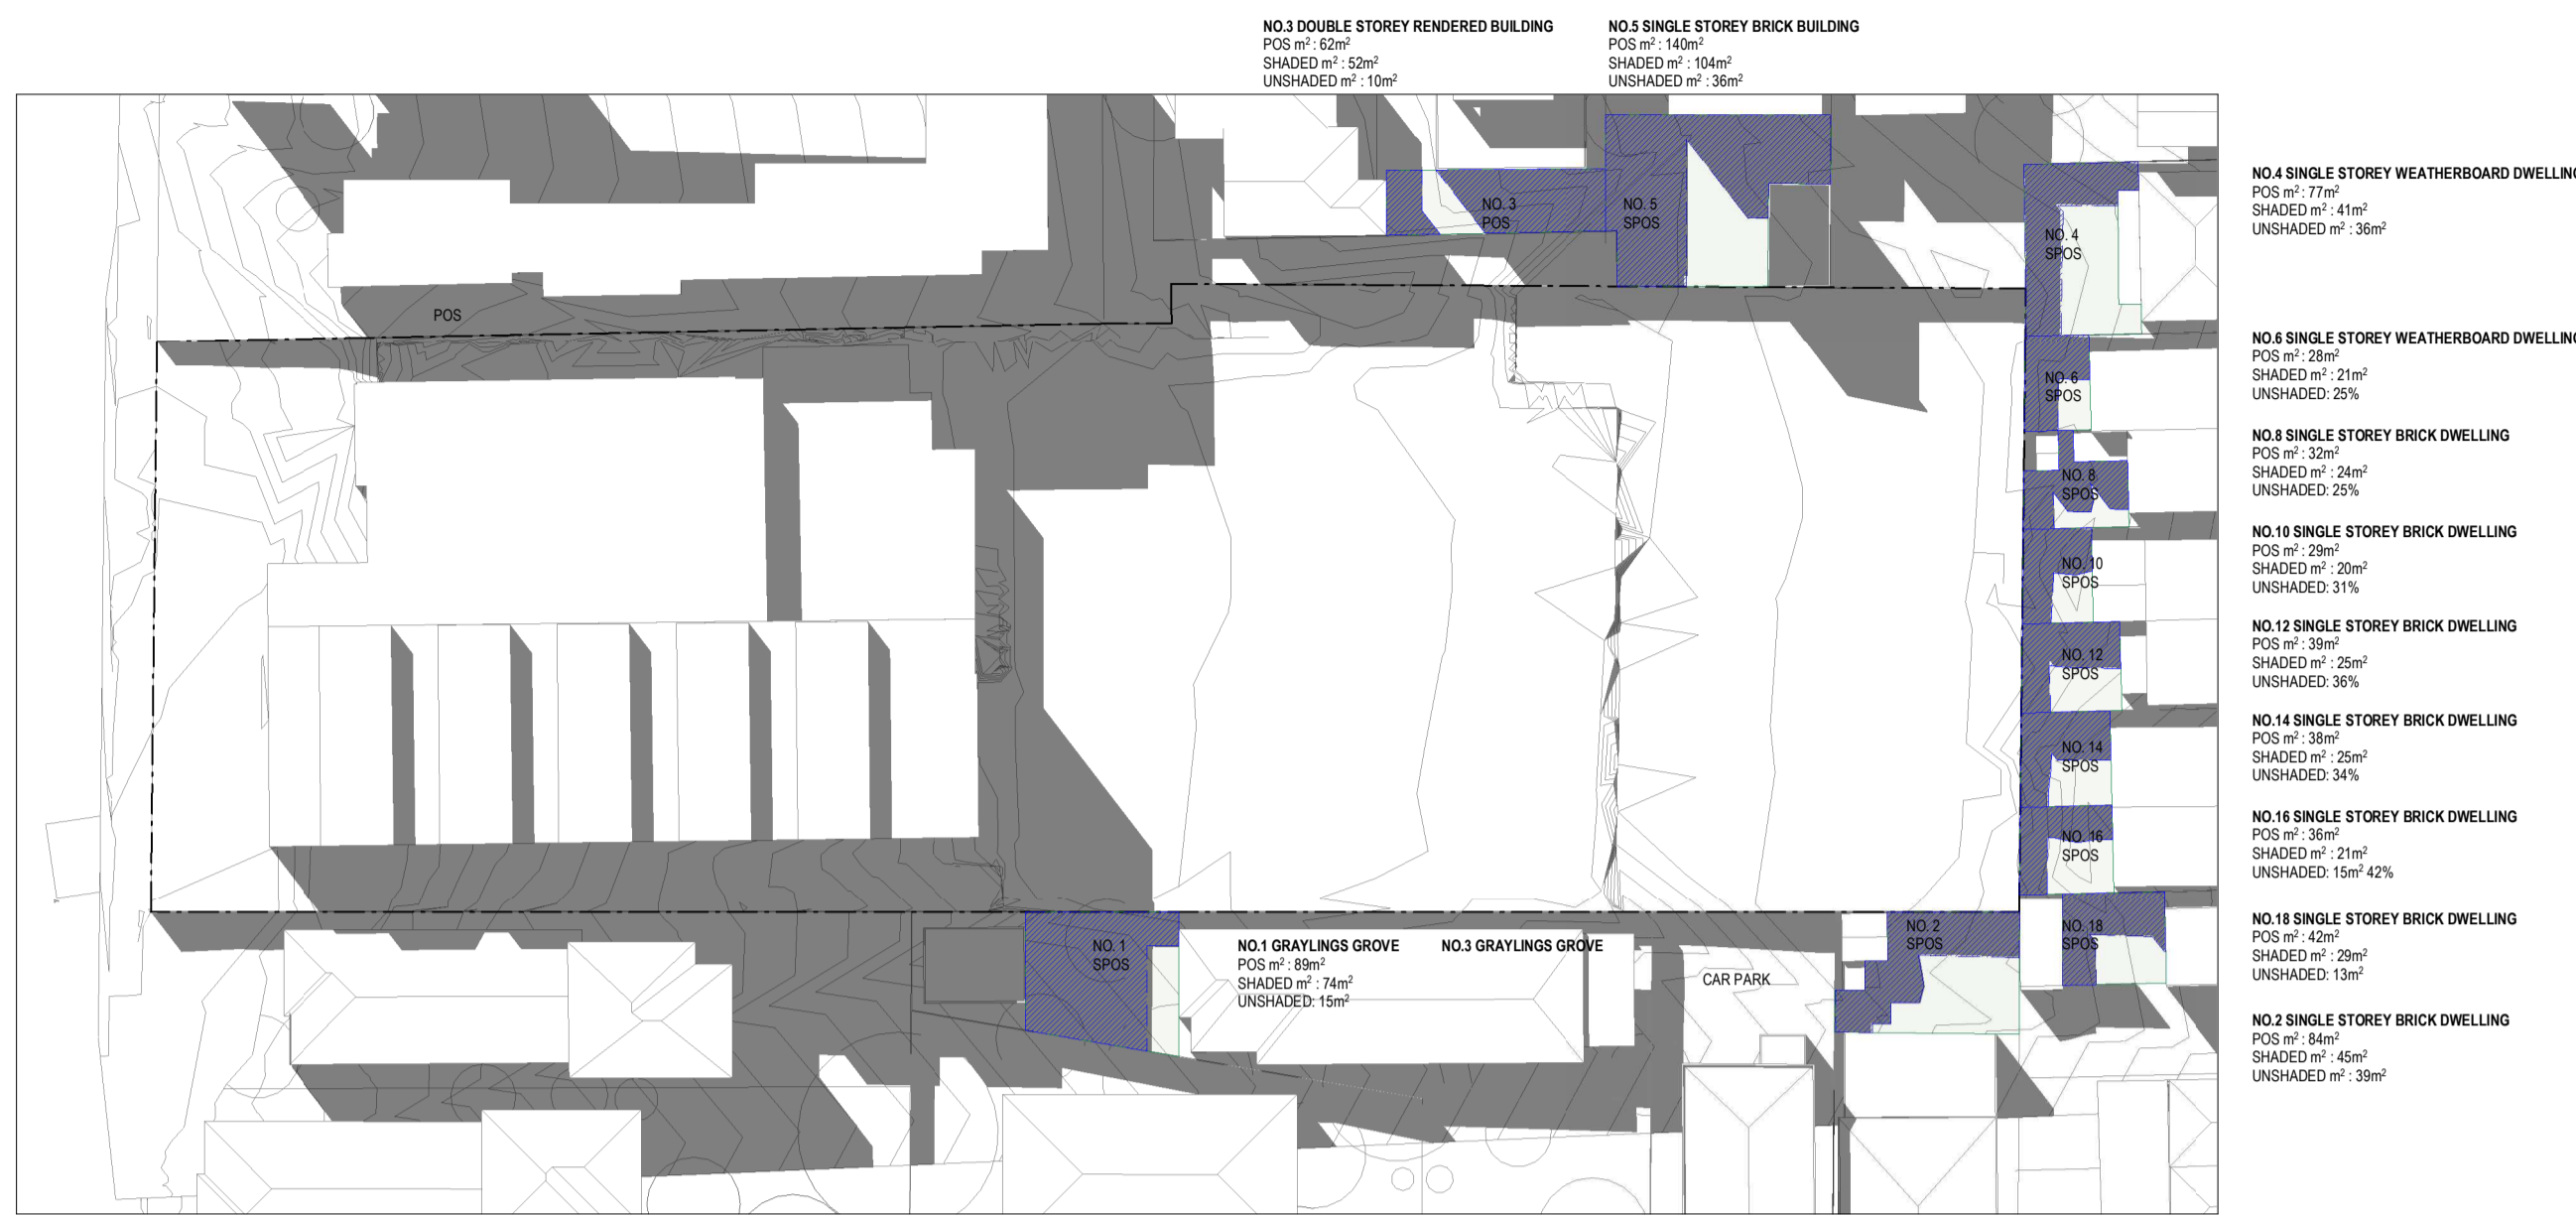 NO.3 DOUBLE STOREY RENDERED BUILDING
POS m² : 62m²
SHADED m² : 52m²
UNSHADED m² : 10m²
NO.5 SINGLE STOREY BRICK BUILDING
POS m² : 140m²
SHADED m² : 104m²
UNSHADED m² : 36m²
NO. 3
POS
NO. 5
SPOS
NO. 4
SPOS
POS
NO. 6
SPOS
NO. 8
SPOS
NO. 10
SPOS
NO. 12
SPOS
NO. 14
SPOS
NO. 16
SPOS
NO. 18
SPOS
NO. 2
SPOS
NO. 1
SPOS
NO.1 GRAYLINGS GROVE
POS m² : 89m²
SHADED m² : 74m²
UNSHADED: 15m²
NO.3 GRAYLINGS GROVE
CAR PARK
NO.4 SINGLE STOREY WEATHERBOARD DWELLING
POS m² : 77m²
SHADED m² : 41m²
UNSHADED m² : 36m²
NO.6 SINGLE STOREY WEATHERBOARD DWELLING
POS m² : 28m²
SHADED m² : 21m²
UNSHADED: 25%
NO.8 SINGLE STOREY BRICK DWELLING
POS m² : 32m²
SHADED m² : 24m²
UNSHADED: 25%
NO.10 SINGLE STOREY BRICK DWELLING
POS m² : 29m²
SHADED m² : 20m²
UNSHADED: 31%
NO.12 SINGLE STOREY BRICK DWELLING
POS m² : 39m²
SHADED m² : 25m²
UNSHADED: 36%
NO.14 SINGLE STOREY BRICK DWELLING
POS m² : 38m²
SHADED m² : 25m²
UNSHADED: 34%
NO.16 SINGLE STOREY BRICK DWELLING
POS m² : 36m²
SHADED m² : 21m²
UNSHADED: 15m² 42%
NO.18 SINGLE STOREY BRICK DWELLING
POS m² : 42m²
SHADED m² : 29m²
UNSHADED: 13m²
NO.2 SINGLE STOREY BRICK DWELLING
POS m² : 84m²
SHADED m² : 45m²
UNSHADED m² : 39m²